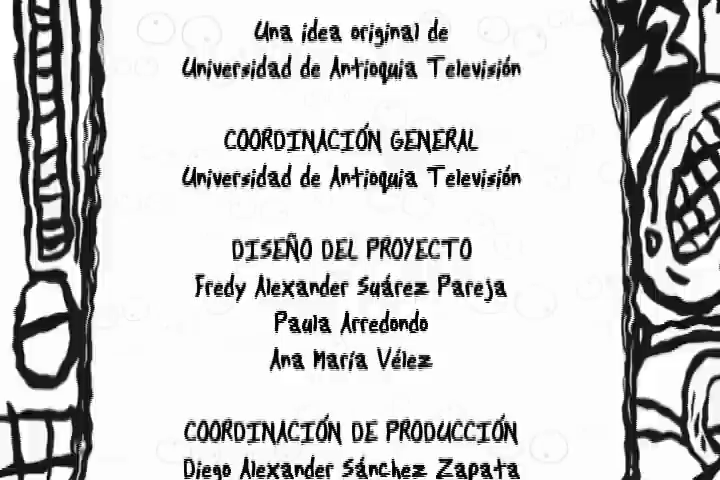 Una idea original de
Universidad de Antioquia Televisión
COORDINACIÓN GENERAL
Universidad de Antioquia Televisión
DISEÑO DEL PROYECTO
Fredy Alexander Suárez Pareja
Paula Arredondo
Ana María Vélez
COORDINACIÓN DE PRODUCCIÓN
Diego Alexander Sánchez Zapata